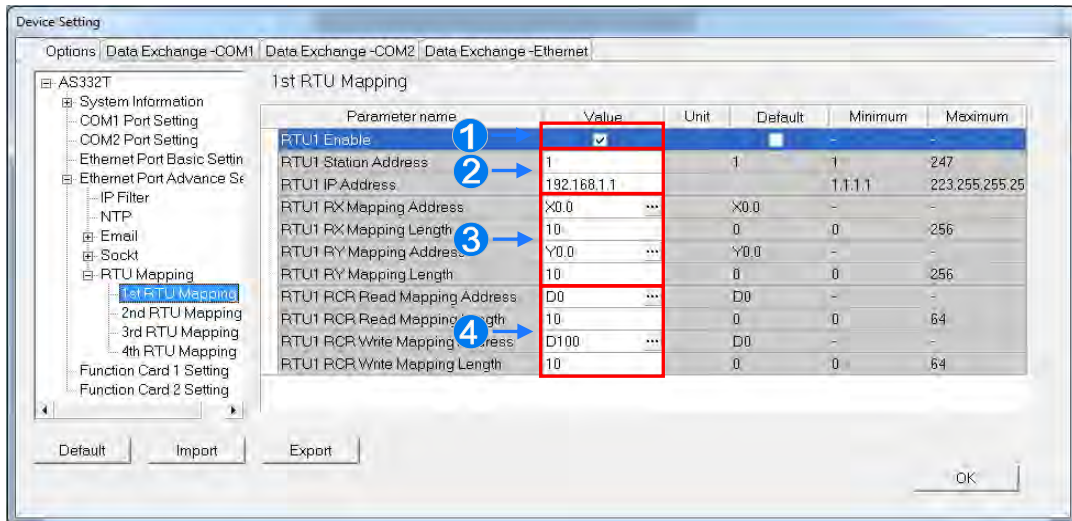 Device Setting
Options Data Exchange -COM1 Data Exchange -COM2 Data Exchange -Ethernet
AS332T
System Information
COM1 Port Setting
COM2 Port Setting
Ethernet Port Basic Settin
Ethernet Port Advance Se
IP Filter
NTP
Email
Sockt
RTU Mapping
1st RTU Mapping
2nd RTU Mapping
3rd RTU Mapping
4th RTU Mapping
Function Card 1 Setting
Function Card 2 Setting
1st RTU Mapping
Parameter name Value Unit Default Minimum Maximum
1
RTU1 Enable - -
2
RTU1 Station Address 1 1 1 247
RTU1 IP Address 192.168.1.1 1.1.1.1 223.255.255.25
3
RTU1 RX Mapping Address X0.0 ... X0.0 - -
RTU1 RX Mapping Length 10 0 0 256
RTU1 RY Mapping Address Y0.0 ... Y0.0 - -
RTU1 RY Mapping Length 10 0 0 256
4
RTU1 RCR Read Mapping Address D0 ... D0 - -
RTU1 RCR Read Mapping Length 10 0 0 64
RTU1 RCR Write Mapping Address D100 ... D0 - -
RTU1 RCR Write Mapping Length 10 0 0 64
Default Import Export
OK